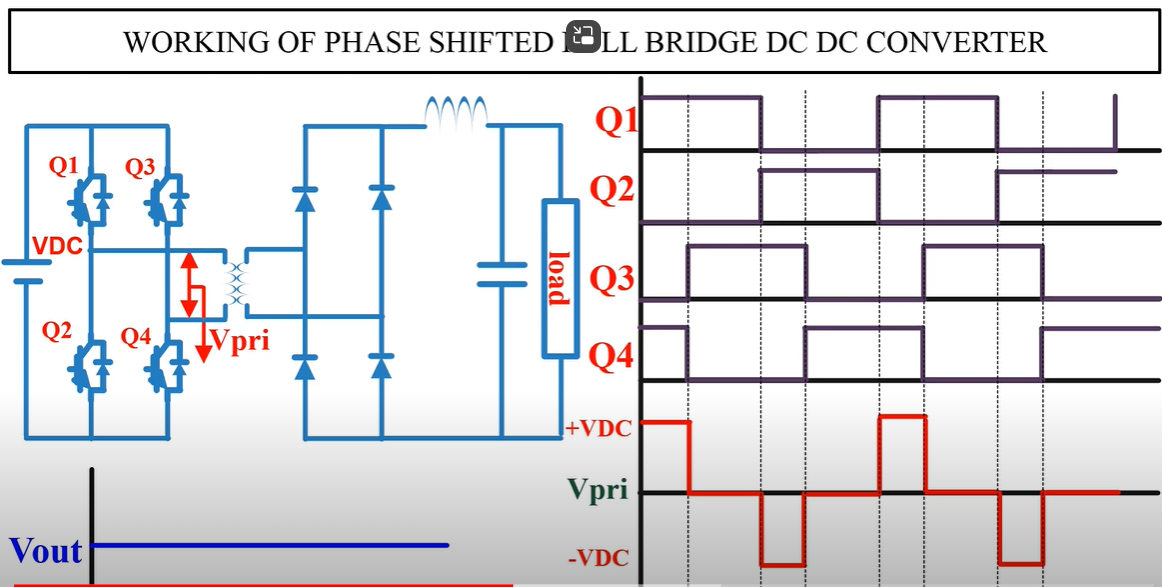 WORKING OF PHASE SHIFTED BRIDGE DC DC CONVERTER
Q1
Q3
VDC
Q2
Q4
Vpri
load
Vout
Q1
Q2
Q3
Q4
+VDC
Vpri
-VDC